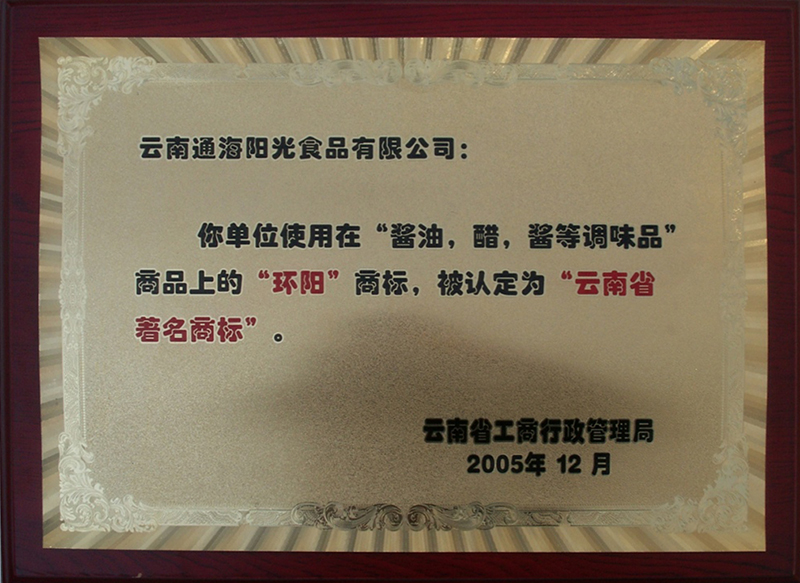 云南通海阳光食品有限公司：
你单位使用在“酱油，醋，酱等调味品”
商品上的“环阳”商标，被认定为“云南省
著名商标”。
云南省工商行政管理局
2005年 12 月